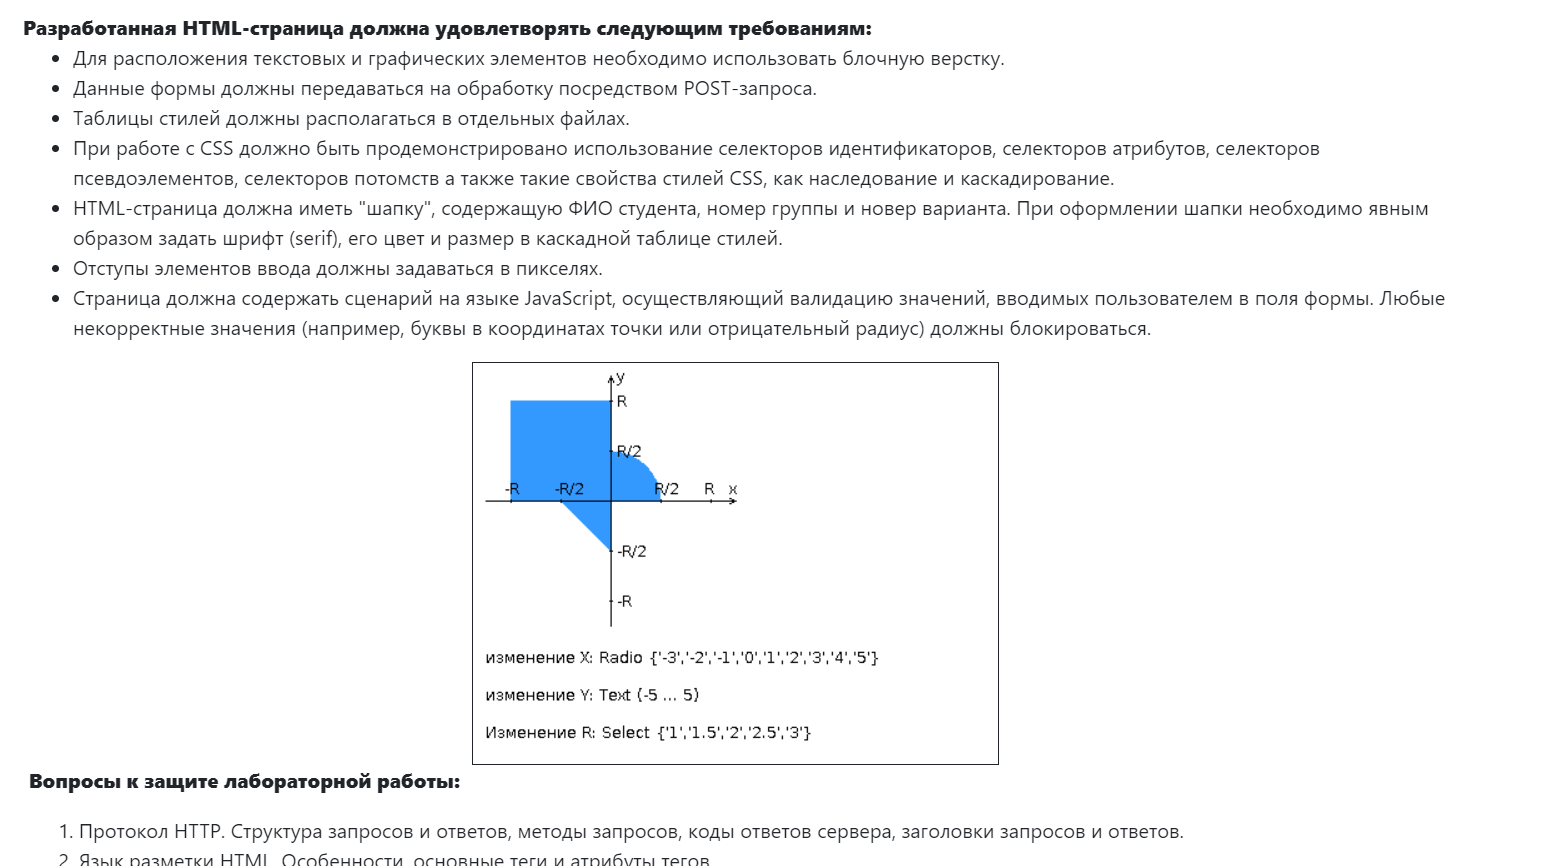 Разработанная HTML-страница должна удовлетворять следующим требованиям:
• Для расположения текстовых и графических элементов необходимо использовать блочную верстку.
• Данные формы должны передаваться на обработку посредством POST-запроса.
• Таблицы стилей должны располагаться в отдельных файлах.
• При работе с CSS должно быть продемонстрировано использование селекторов идентификаторов, селекторов атрибутов, селекторов
псевдоэлементов, селекторов потомств а также такие свойства стилей CSS, как наследование и каскадирование.
• HTML-страница должна иметь "шапку", содержащую ФИО студента, номер группы и новер варианта. При оформлении шапки необходимо явным
образом задать шрифт (serif), его цвет и размер в каскадной таблице стилей.
• Отступы элементов ввода должны задаваться в пикселях.
• Страница должна содержать сценарий на языке JavaScript, осуществляющий валидацию значений, вводимых пользователем в поля формы. Любые
некорректные значения (например, буквы в координатах точки или отрицательный радиус) должны блокироваться.
y
R
R/2
-R -R/2 R/2 R x
-R/2
-R
изменение X: Radio {'-3','-2','-1','0','1','2','3','4','5'}
изменение Y: Text (-5 ... 5)
Изменение R: Select {'1','1.5','2','2.5','3'}
Вопросы к защите лабораторной работы:
1. Протокол HTTP. Структура запросов и ответов, методы запросов, коды ответов сервера, заголовки запросов и ответов.
2. Язык разметки HTML. Особенности, основные теги и атрибуты тегов.